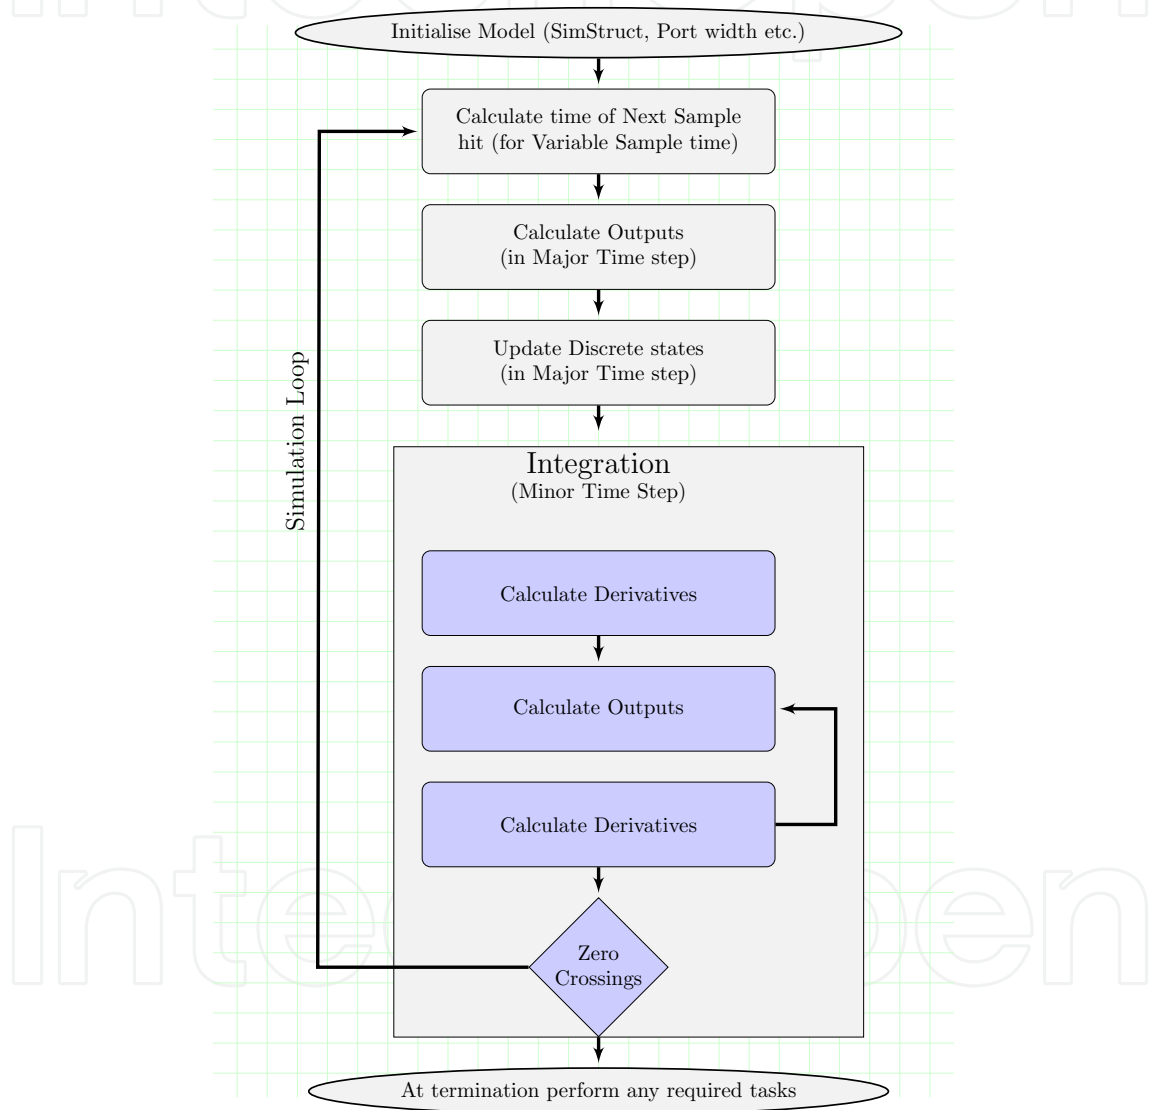 Initialise Model (SimStruct, Port width etc.)
Calculate time of Next Sample
hit (for Variable Sample time)
Calculate Outputs
(in Major Time step)
Update Discrete states
(in Major Time step)
Simulation Loop
Integration
(Minor Time Step)
Calculate Derivatives
Calculate Outputs
Calculate Derivatives
Zero
Crossings
At termination perform any required tasks